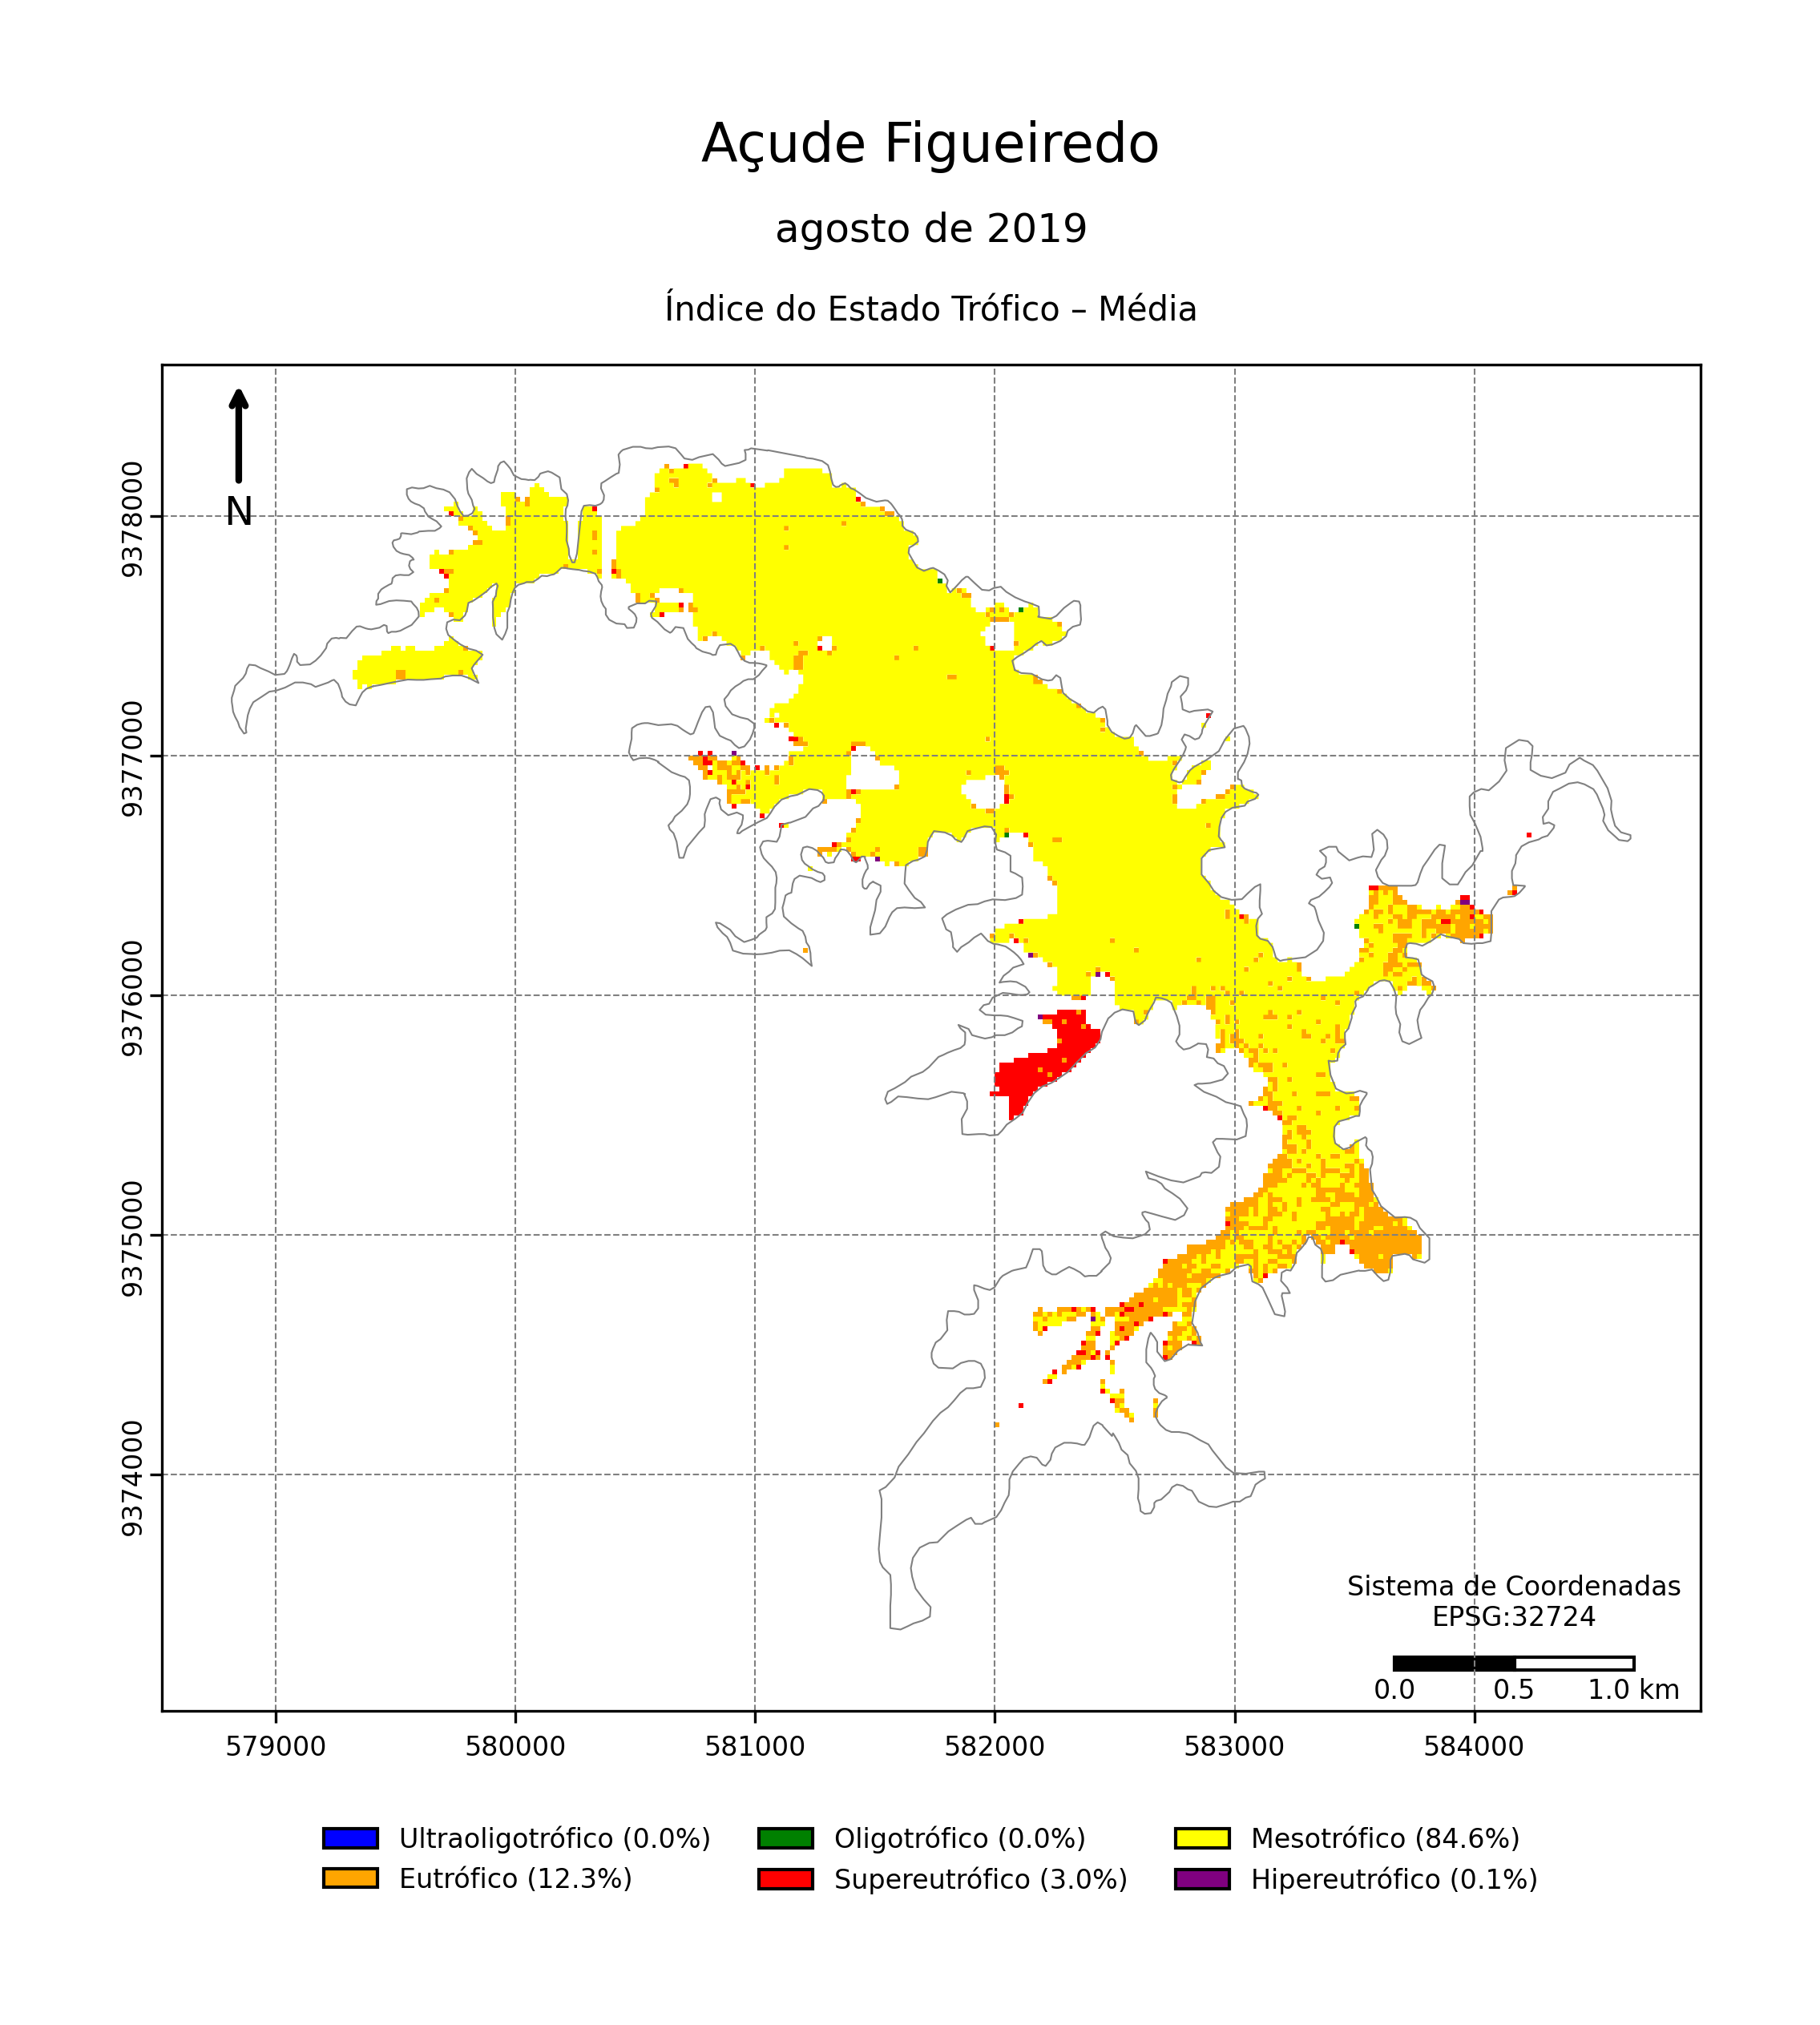 Açude Figueiredo
agosto de 2019
Índice do Estado Trófico – Média
N
9378000
9377000
9376000
9375000
9374000
Sistema de Coordenadas
EPSG:32724
0.0 0.5 1.0 km
579000 580000 581000 582000 583000 584000
Ultraoligotrófico (0.0%) Oligotrófico (0.0%) Mesotrófico (84.6%)
Eutrófico (12.3%) Supereutrófico (3.0%) Hipereutrófico (0.1%)